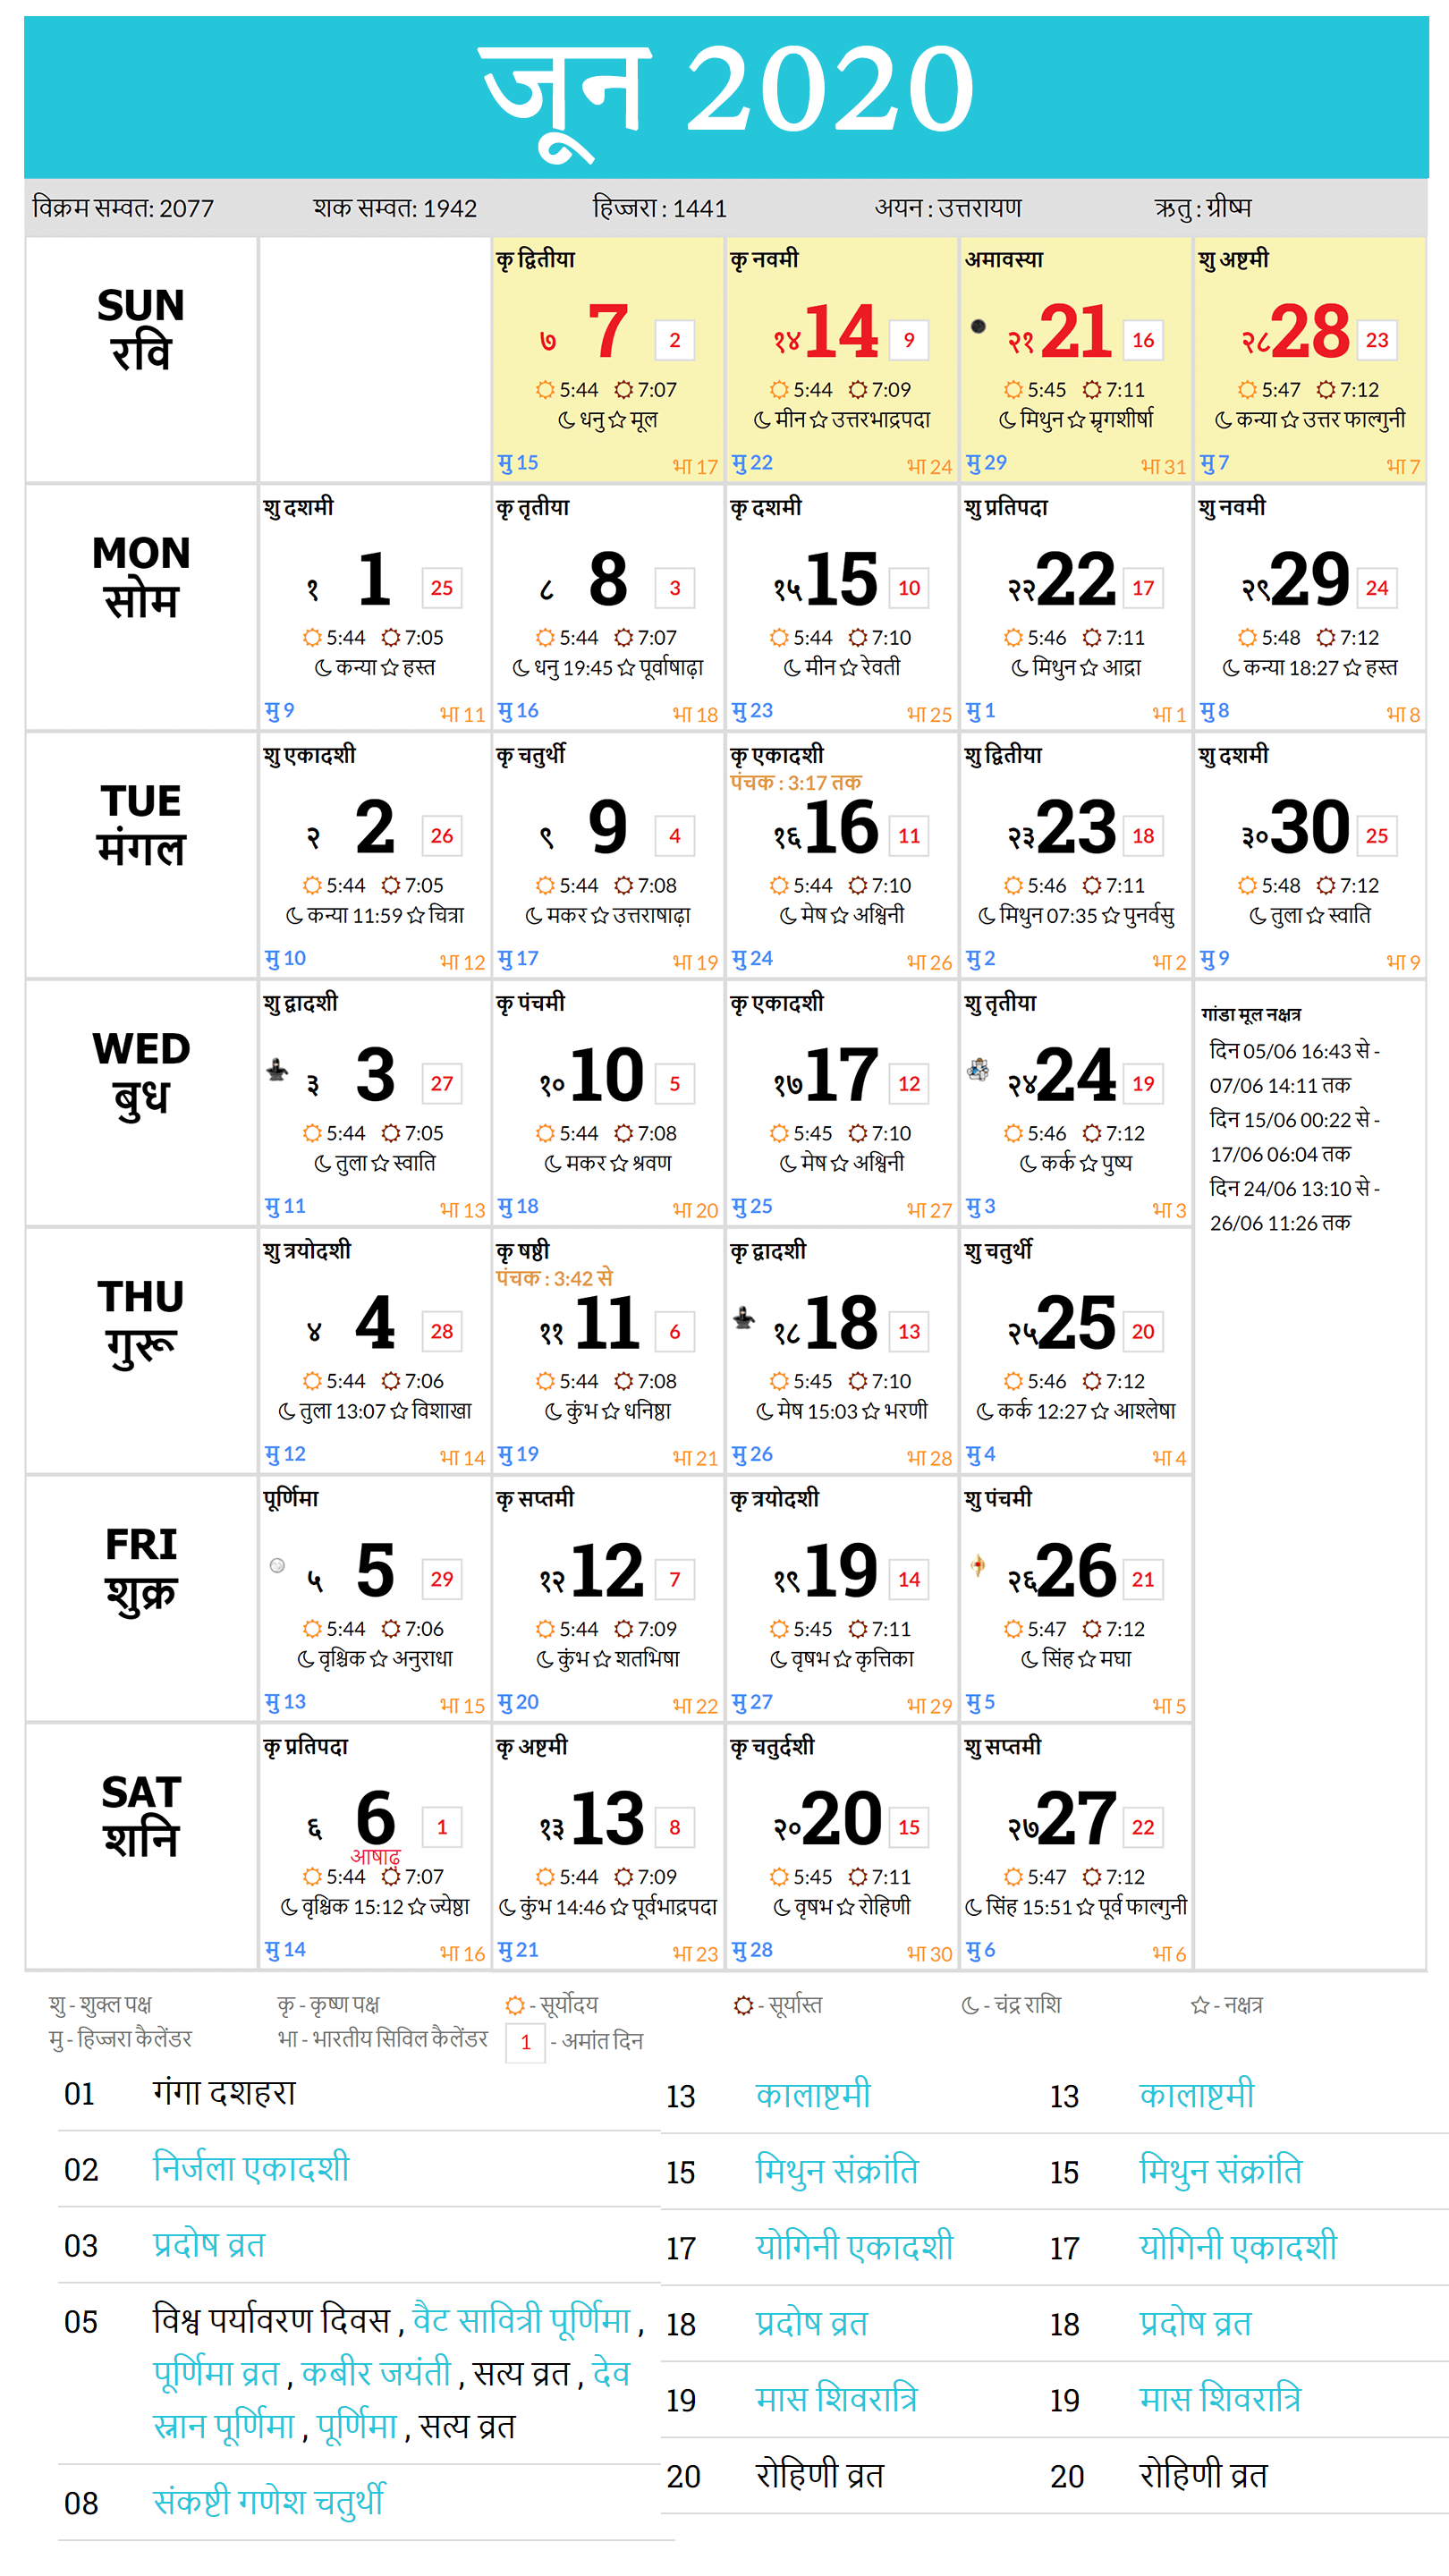 जून 2020
विक्रम सम्वत: 2077 शक सम्वत: 1942 हिज्जरा : 1441 अयन : उत्तरायण ऋतु : ग्रीष्म
SUN
रवि
कृ द्वितीया
७ 7 2
5:44 7:07
धनु मूल
मु 15 भा 17
कृ नवमी
१४ 14 9
5:44 7:09
मीन उत्तरभाद्रपदा
मु 22 भा 24
अमावस्या
२१ 21 16
5:45 7:11
मिथुन म्रृगशीर्षा
मु 29 भा 31
शु अष्टमी
२८ 28 23
5:47 7:12
कन्या उत्तर फाल्गुनी
मु 7 भा 7
MON
सोम
शु दशमी
१ 1 25
5:44 7:05
कन्या हस्त
मु 9 भा 11
कृ तृतीया
८ 8 3
5:44 7:07
धनु 19:45 पूर्वाषाढ़ा
मु 16 भा 18
कृ दशमी
१५ 15 10
5:44 7:10
मीन रेवती
मु 23 भा 25
शु प्रतिपदा
२२ 22 17
5:46 7:11
मिथुन आद्रा
मु 1 भा 1
शु नवमी
२९ 29 24
5:48 7:12
कन्या 18:27 हस्त
मु 8 भा 8
TUE
मंगल
शु एकादशी
२ 2 26
5:44 7:05
कन्या 11:59 चित्रा
मु 10 भा 12
कृ चतुर्थी
९ 9 4
5:44 7:08
मकर उत्तराषाढ़ा
मु 17 भा 19
कृ एकादशी
पंचक : 3:17 तक
१६ 16 11
5:44 7:10
मेष अश्विनी
मु 24 भा 26
शु द्वितीया
२३ 23 18
5:46 7:11
मिथुन 07:35 पुनर्वसु
मु 2 भा 2
शु दशमी
३० 30 25
5:48 7:12
तुला स्वाति
मु 9 भा 9
WED
बुध
शु द्वादशी
३ 3 27
5:44 7:05
तुला स्वाति
मु 11 भा 13
कृ पंचमी
१० 10 5
5:44 7:08
मकर श्रवण
मु 18 भा 20
कृ एकादशी
१७ 17 12
5:45 7:10
मेष अश्विनी
मु 25 भा 27
शु तृतीया
२४ 24 19
5:46 7:12
कर्क पुष्य
मु 3 भा 3
गांडा मूल नक्षत्र
दिन 05/06 16:43 से -
07/06 14:11 तक
दिन 15/06 00:22 से -
17/06 06:04 तक
दिन 24/06 13:10 से -
26/06 11:26 तक
THU
गुरू
शु त्रयोदशी
४ 4 28
5:44 7:06
तुला 13:07 विशाखा
मु 12 भा 14
कृ षष्ठी
पंचक : 3:42 से
११ 11 6
5:44 7:08
कुंभ धनिष्ठा
मु 19 भा 21
कृ द्वादशी
१८ 18 13
5:45 7:10
मेष 15:03 भरणी
मु 26 भा 28
शु चतुर्थी
२५ 25 20
5:46 7:12
कर्क 12:27 आश्लेषा
मु 4 भा 4
FRI
शुक्र
पूर्णिमा
५ 5 29
5:44 7:06
वृश्चिक अनुराधा
मु 13 भा 15
कृ सप्तमी
१२ 12 7
5:44 7:09
कुंभ शतभिषा
मु 20 भा 22
कृ त्रयोदशी
१९ 19 14
5:45 7:11
वृषभ कृत्तिका
मु 27 भा 29
शु पंचमी
२६ 26 21
5:47 7:12
सिंह मघा
मु 5 भा 5
SAT
शनि
कृ प्रतिपदा
६ 6 1
आषाढ़
5:44 7:07
वृश्चिक 15:12 ज्येष्ठा
मु 14 भा 16
कृ अष्टमी
१३ 13 8
5:44 7:09
कुंभ 14:46 पूर्वभाद्रपदा
मु 21 भा 23
कृ चतुर्दशी
२० 20 15
5:45 7:11
वृषभ रोहिणी
मु 28 भा 30
शु सप्तमी
२७ 27 22
5:47 7:12
सिंह 15:51 पूर्व फाल्गुनी
मु 6 भा 6
शु - शुक्ल पक्ष कृ - कृष्ण पक्ष - सूर्योदय - सूर्यास्त - चंद्र राशि - नक्षत्र
मु - हिज्जरा कैलेंडर भा - भारतीय सिविल कैलेंडर 1 - अमांत दिन
01 गंगा दशहरा
02 निर्जला एकादशी
03 प्रदोष व्रत
05 विश्व पर्यावरण दिवस , वैट सावित्री पूर्णिमा ,
पूर्णिमा व्रत , कबीर जयंती , सत्य व्रत , देव
स्नान पूर्णिमा , पूर्णिमा , सत्य व्रत
08 संकष्टी गणेश चतुर्थी
13 कालाष्टमी
15 मिथुन संक्रांति
17 योगिनी एकादशी
18 प्रदोष व्रत
19 मास शिवरात्रि
20 रोहिणी व्रत
13 कालाष्टमी
15 मिथुन संक्रांति
17 योगिनी एकादशी
18 प्रदोष व्रत
19 मास शिवरात्रि
20 रोहिणी व्रत